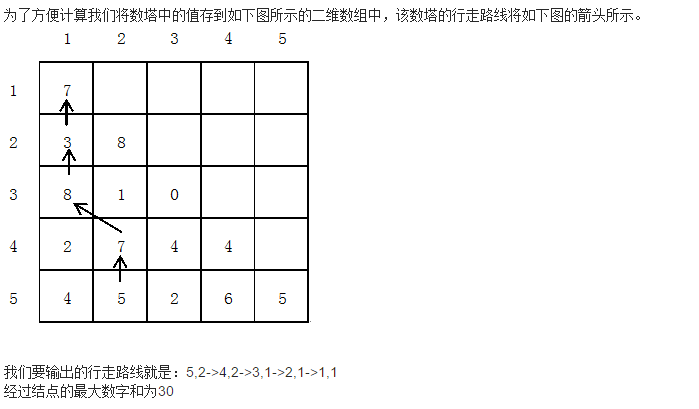 为了方便计算我们将数塔中的值存到如下图所示的二维数组中，该数塔的行走路线将如下图的箭头所示。
1 2 3 4 5
1 7
2 3 8
3 8 1 0
4 2 7 4 4
5 4 5 2 6 5
我们要输出的行走路线就是：5,2->4,2->3,1->2,1->1,1
经过结点的最大数字和为30